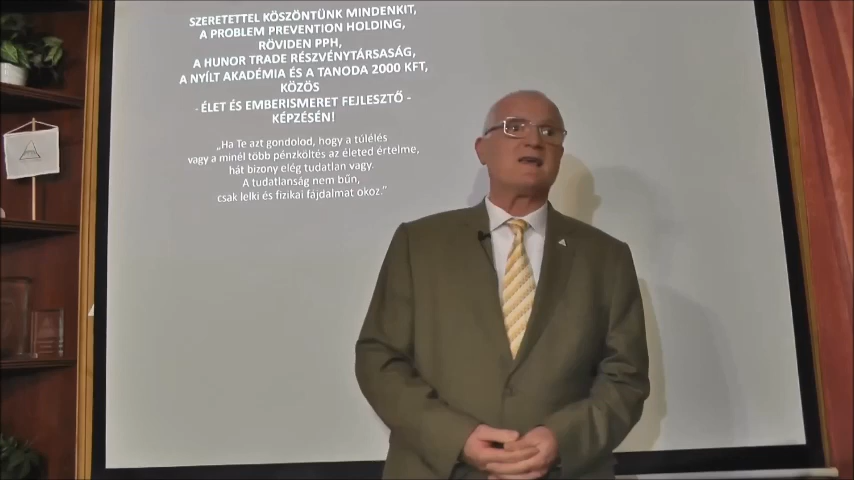 SZERETETTEL KÖSZÖNTÜNK MINDENKIT,
A PROBLEM PREVENTION HOLDING,
RÖVIDEN PPH,
A HUNOR TRADE RÉSZVÉNYTÁRSASÁG,
A NYÍLT AKADÉMIA ÉS A TANODA 2000 KFT,
KÖZÖS
- ÉLET ÉS EMBERISMERET FEJLESZTŐ -
KÉPZÉSÉN!
„Ha Te azt gondolod, hogy a túlélés
vagy a minél több pénzköltés az életed értelme,
hát bizony elég tudatlan vagy.
A tudatlanság nem bűn,
csak lelki és fizikai fájdalmat okoz.”